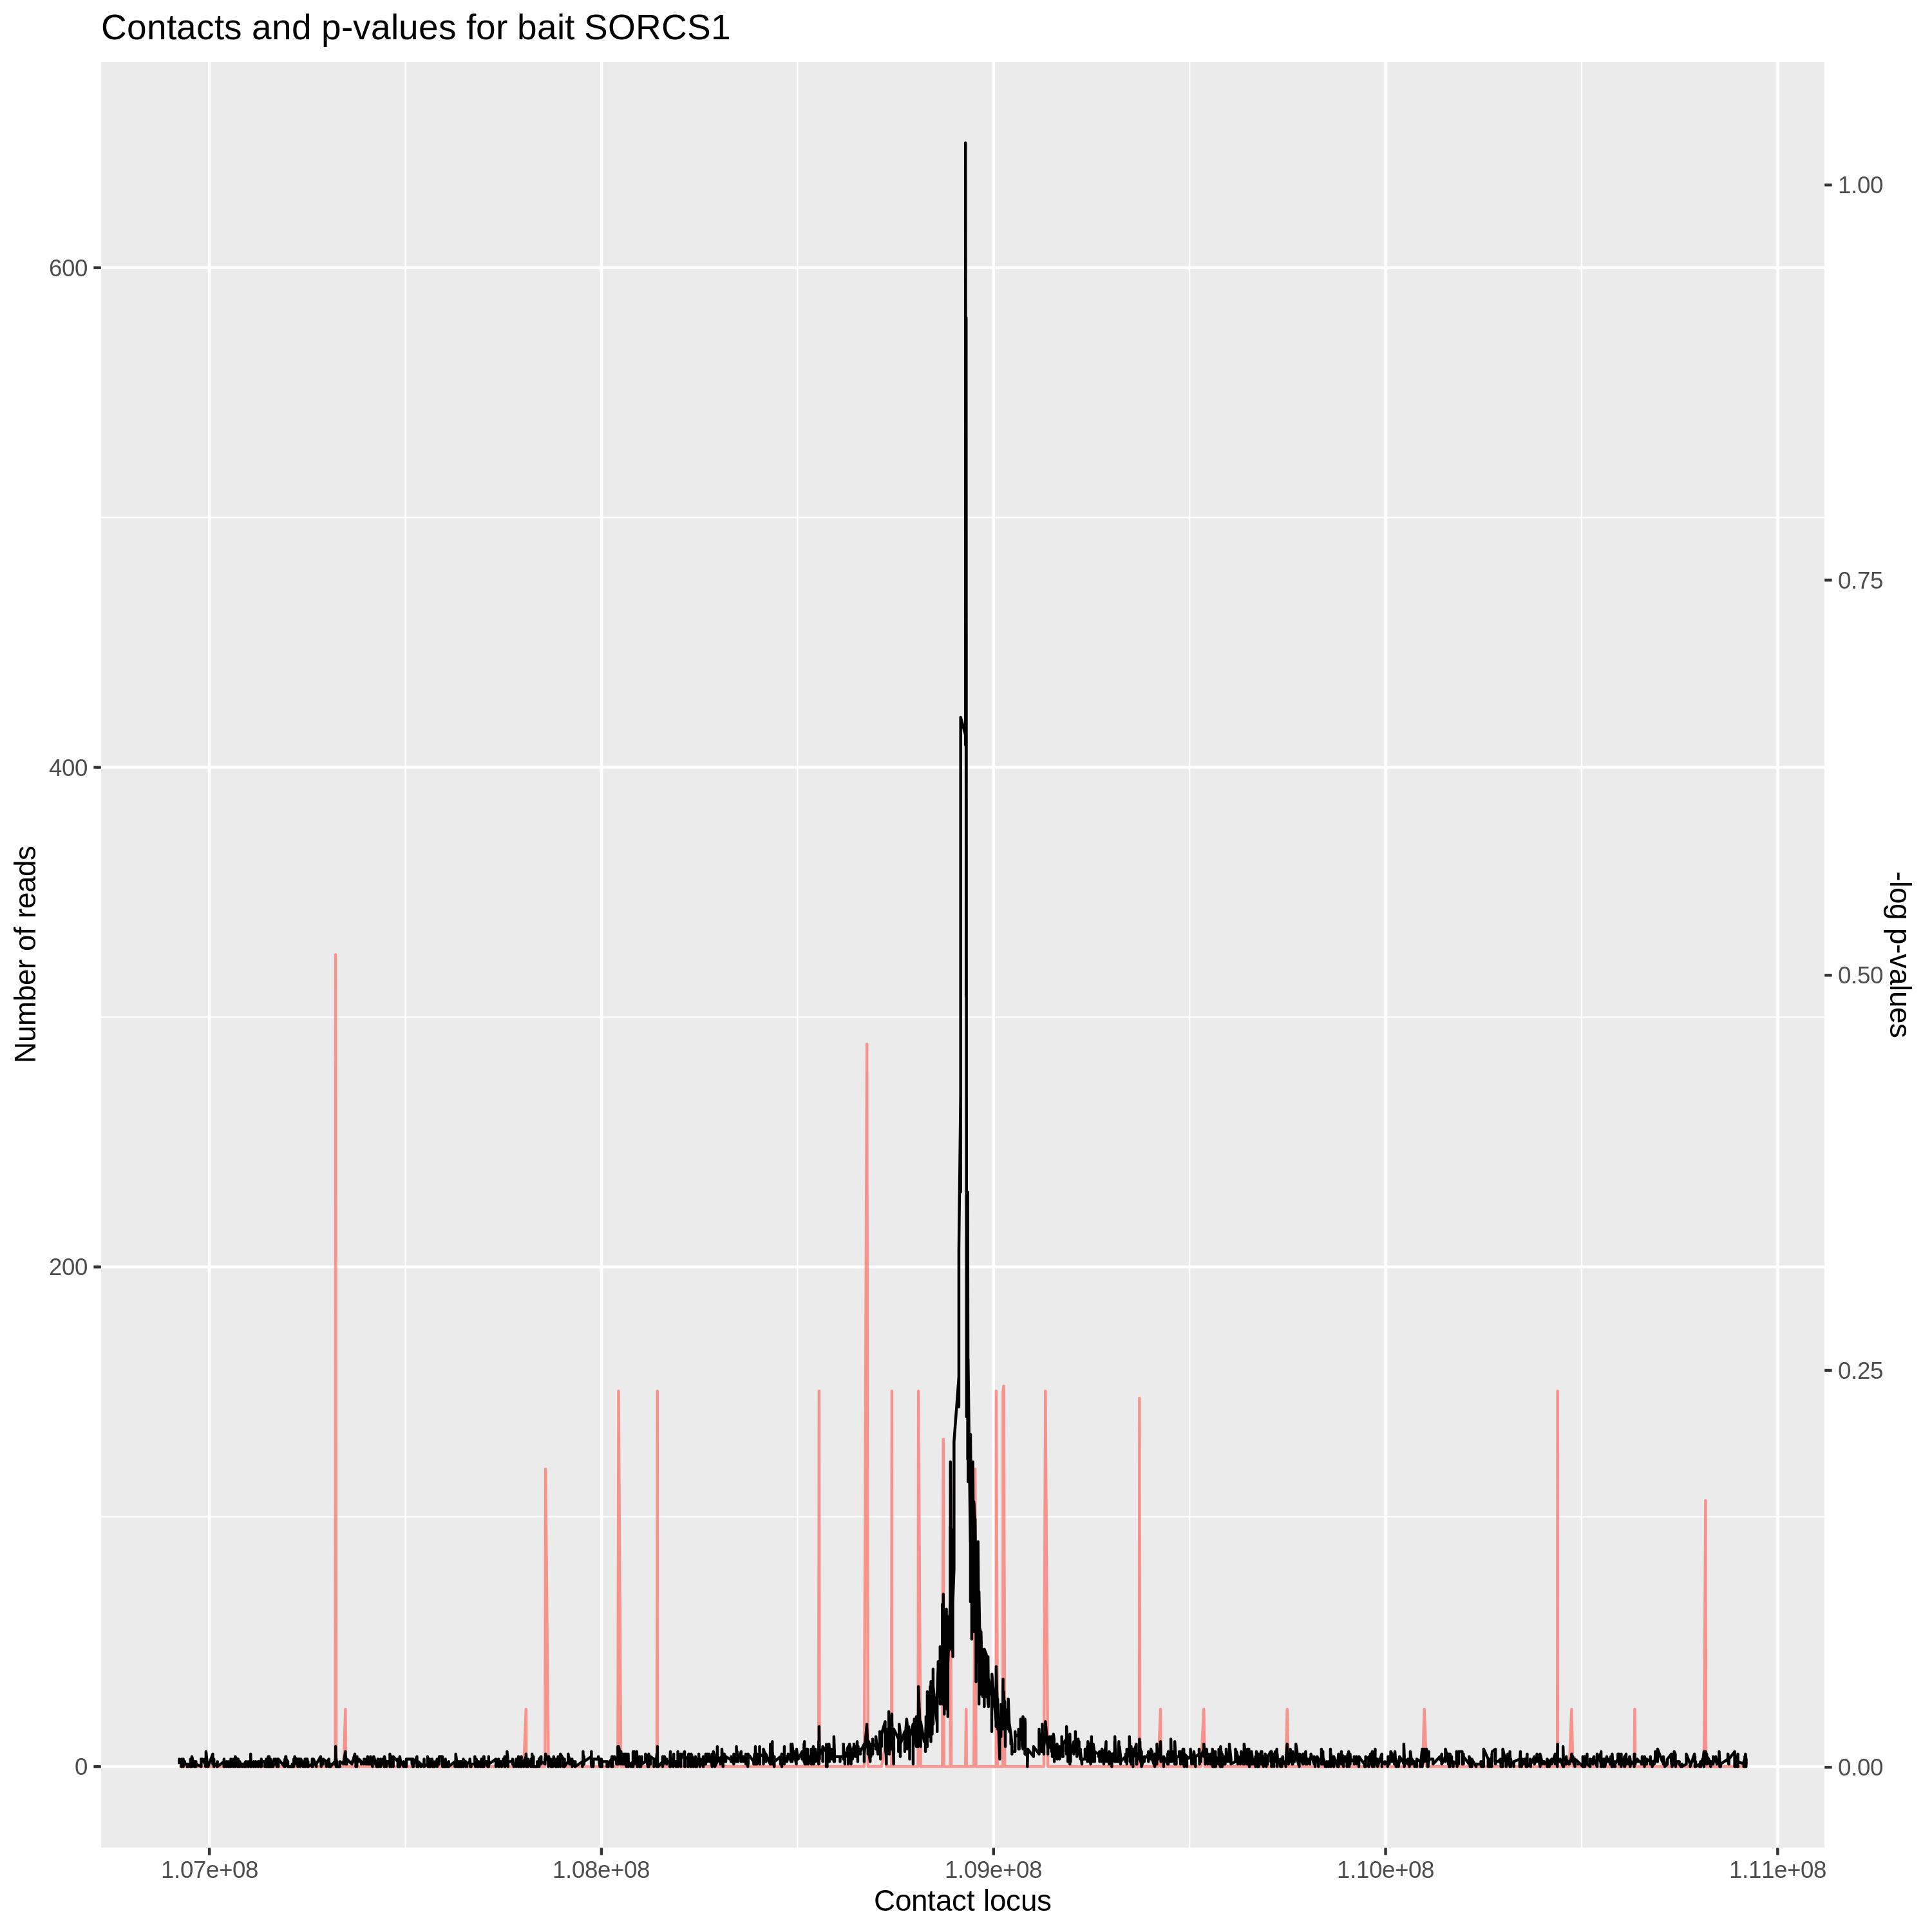 Contacts and p-values for bait SORCS1
Number of reads
600
400
200
0
1.00
0.75
0.50
0.25
0.00
-log p-values
1.07e+08
1.08e+08
1.09e+08
1.10e+08
1.11e+08
Contact locus